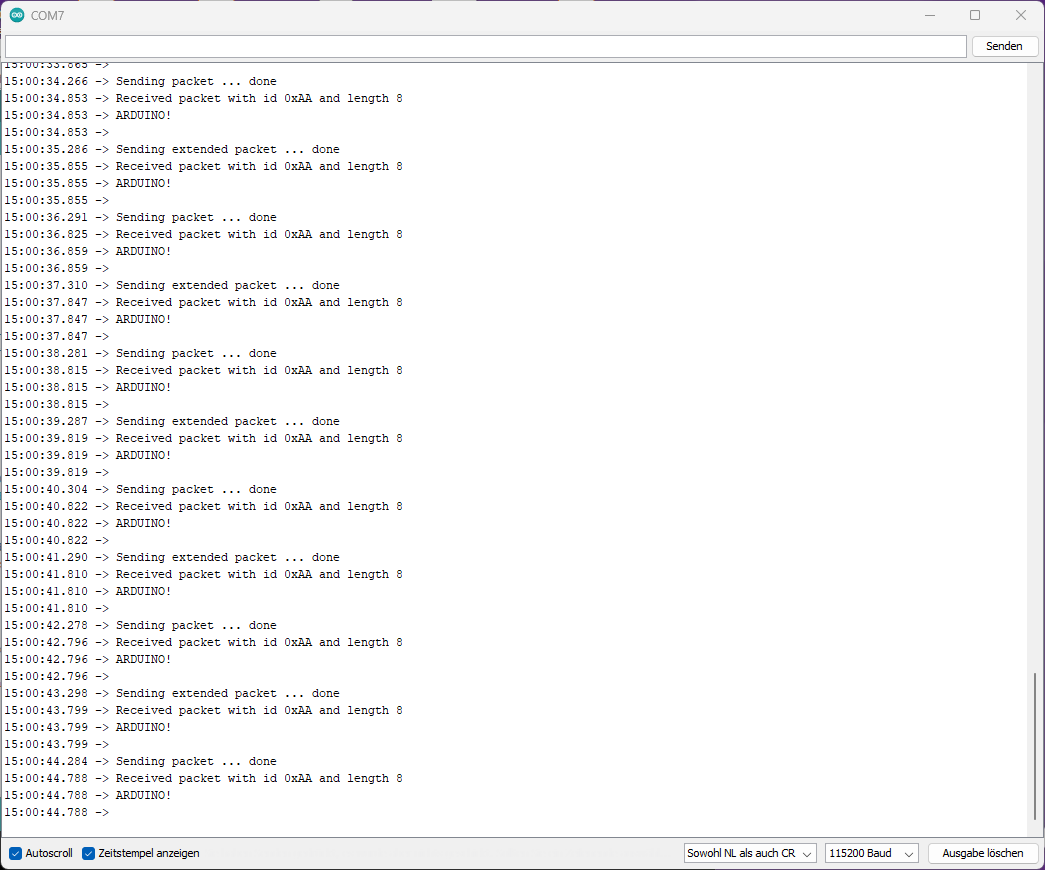 COM7
Senden
15:00:33.865 ->
15:00:34.266 -> Sending packet ... done
15:00:34.853 -> Received packet with id 0xAA and length 8
15:00:34.853 -> ARDUINO!
15:00:34.853 ->
15:00:35.286 -> Sending extended packet ... done
15:00:35.855 -> Received packet with id 0xAA and length 8
15:00:35.855 -> ARDUINO!
15:00:35.855 ->
15:00:36.291 -> Sending packet ... done
15:00:36.825 -> Received packet with id 0xAA and length 8
15:00:36.859 -> ARDUINO!
15:00:36.859 ->
15:00:37.310 -> Sending extended packet ... done
15:00:37.847 -> Received packet with id 0xAA and length 8
15:00:37.847 -> ARDUINO!
15:00:37.847 ->
15:00:38.281 -> Sending packet ... done
15:00:38.815 -> Received packet with id 0xAA and length 8
15:00:38.815 -> ARDUINO!
15:00:38.815 ->
15:00:39.287 -> Sending extended packet ... done
15:00:39.819 -> Received packet with id 0xAA and length 8
15:00:39.819 -> ARDUINO!
15:00:39.819 ->
15:00:40.304 -> Sending packet ... done
15:00:40.822 -> Received packet with id 0xAA and length 8
15:00:40.822 -> ARDUINO!
15:00:40.822 ->
15:00:41.290 -> Sending extended packet ... done
15:00:41.810 -> Received packet with id 0xAA and length 8
15:00:41.810 -> ARDUINO!
15:00:41.810 ->
15:00:42.278 -> Sending packet ... done
15:00:42.796 -> Received packet with id 0xAA and length 8
15:00:42.796 -> ARDUINO!
15:00:42.796 ->
15:00:43.298 -> Sending extended packet ... done
15:00:43.799 -> Received packet with id 0xAA and length 8
15:00:43.799 -> ARDUINO!
15:00:43.799 ->
15:00:44.284 -> Sending packet ... done
15:00:44.788 -> Received packet with id 0xAA and length 8
15:00:44.788 -> ARDUINO!
15:00:44.788 ->
Autoscroll Zeitstempel anzeigen Sowohl NL als auch CR 115200 Baud Ausgabe löschen